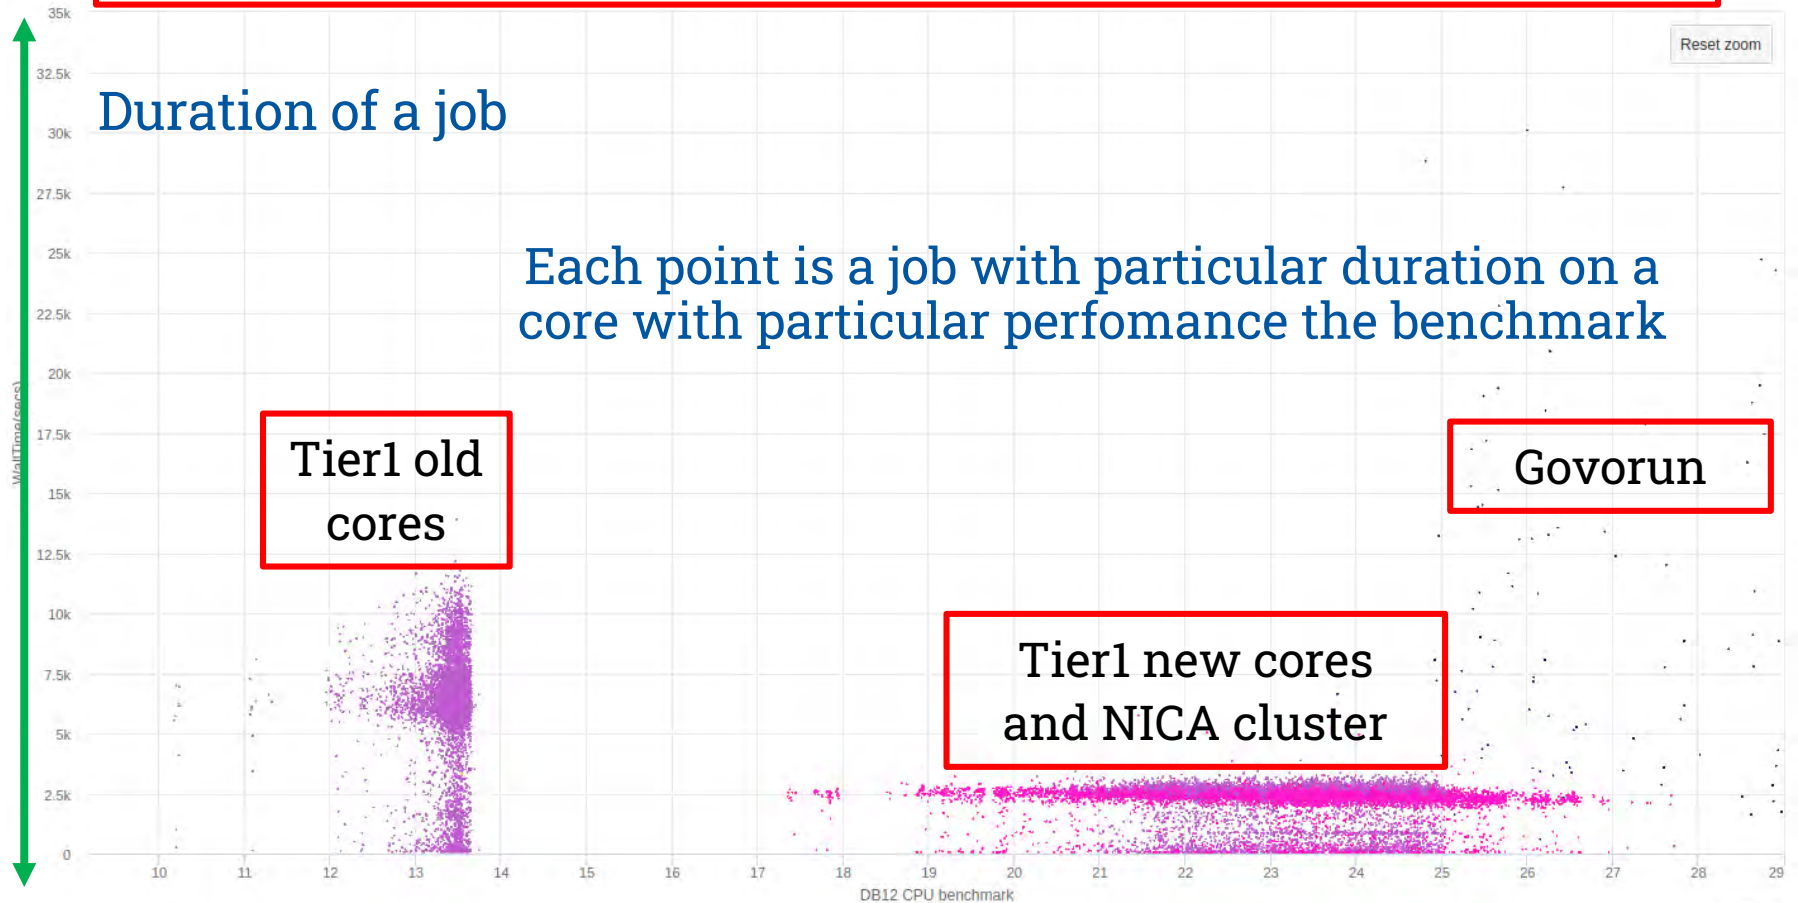 35k
Reset zoom
32.5k
Duration of a job
30k
27.5k
25k
Each point is a job with particular duration on a
core with particular perfomance the benchmark
22.5k
20k
WallTime(secs)
17.5k
Tier1 old
cores
Govorun
15k
12.5k
10k
Tier1 new cores
and NICA cluster
7.5k
5k
2.5k
0
10 11 12 13 14 15 16 17 18 19 20 21 22 23 24 25 26 27 28 29
DB12 CPU benchmark